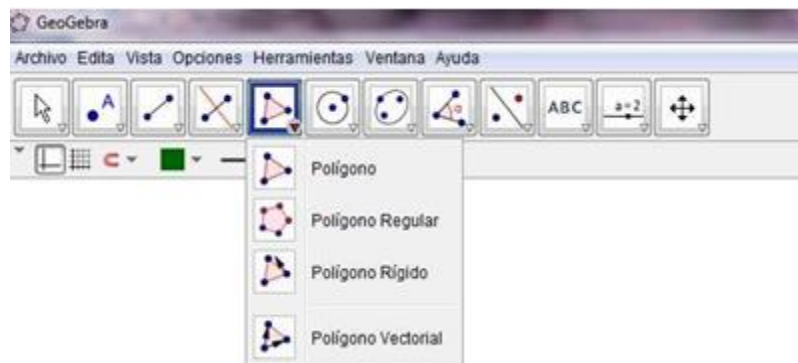 GeoGebra
Archivo Edita Vista Opciones Herramientas Ventana Ayuda
A α ABC a=2
Polígono
Polígono Regular
Polígono Rígido
Polígono Vectorial